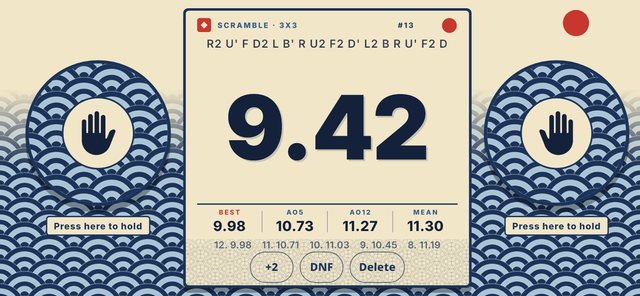 SCRAMBLE · 3X3 #13
R2 U' F D2 L B' R U2 F2 D' L2 B R U' F2 D
9.42
BEST AO5 AO12 MEAN
9.98 10.73 11.27 11.30
12. 9.98 11. 10.71 10. 11.03 9. 10.45 8. 11.19
+2 DNF Delete
Press here to hold
Press here to hold